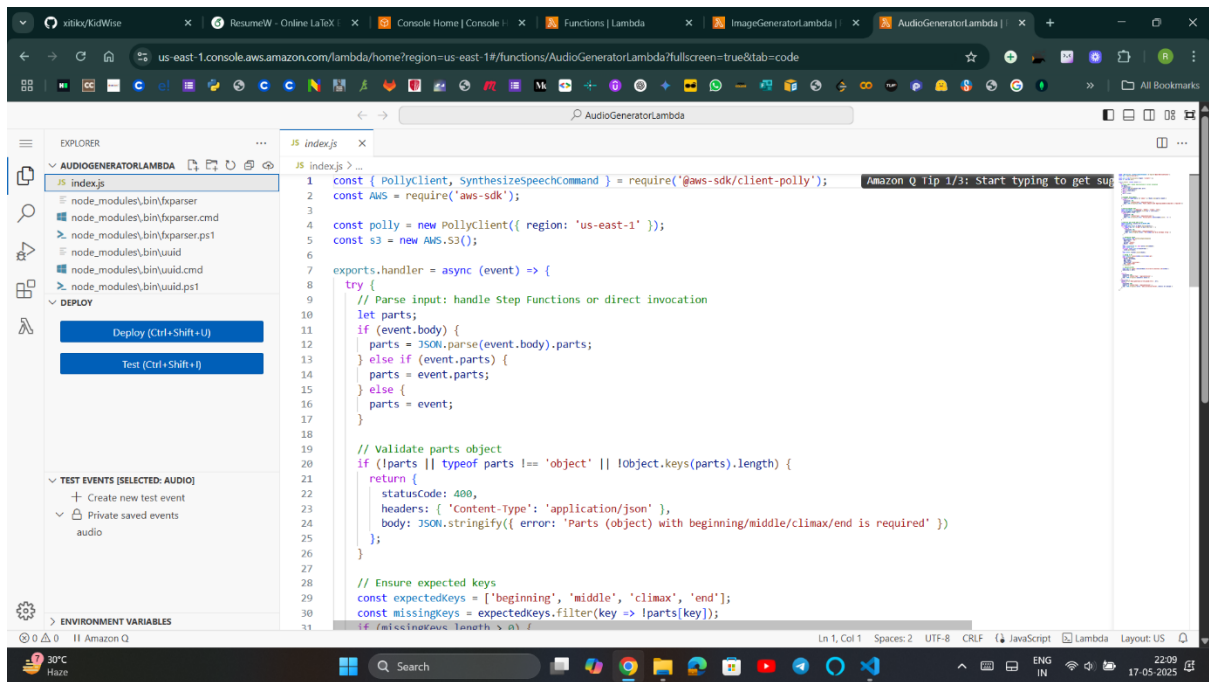 xitikx/KidWise
ResumeW - Online LaTeX E
Console Home | Console H
Functions | Lambda
ImageGeneratorLambda |
AudioGeneratorLambda |
us-east-1.console.aws.amazon.com/lambda/home?region=us-east-1#/functions/AudioGeneratorLambda?fullscreen=true&tab=code
All Bookmarks
AudioGeneratorLambda
EXPLORER
AUDIOGENERATORLAMBDA
JS index.js
node_modules\.bin\fxparser
node_modules\.bin\fxparser.cmd
node_modules\.bin\fxparser.ps1
node_modules\.bin\uuid
node_modules\.bin\uuid.cmd
node_modules\.bin\uuid.ps1
DEPLOY
Deploy (Ctrl+Shift+U)
Test (Ctrl+Shift+I)
TEST EVENTS [SELECTED: AUDIO]
Create new test event
Private saved events
audio
ENVIRONMENT VARIABLES
JS index.js
JS index.js > ...
1 const { PollyClient, SynthesizeSpeechCommand } = require('@aws-sdk/client-polly'); Amazon Q Tip 1/3: Start typing to get sug
2 const AWS = require('aws-sdk');
3
4 const polly = new PollyClient({ region: 'us-east-1' });
5 const s3 = new AWS.S3();
6
7 exports.handler = async (event) => {
8 try {
9 // Parse input: handle Step Functions or direct invocation
10 let parts;
11 if (event.body) {
12 parts = JSON.parse(event.body).parts;
13 } else if (event.parts) {
14 parts = event.parts;
15 } else {
16 parts = event;
17 }
18
19 // Validate parts object
20 if (!parts || typeof parts !== 'object' || !Object.keys(parts).length) {
21 return {
22 statusCode: 400,
23 headers: { 'Content-Type': 'application/json' },
24 body: JSON.stringify({ error: 'Parts (object) with beginning/middle/climax/end is required' })
25 };
26 }
27
28 // Ensure expected keys
29 const expectedKeys = ['beginning', 'middle', 'climax', 'end'];
30 const missingKeys = expectedKeys.filter(key => !parts[key]);
31 if (missingKeys.length > 0) {
0 0 Amazon Q
Ln 1, Col 1 Spaces: 2 UTF-8 CRLF JavaScript Lambda Layout: US
7
30°C
Haze
Search
ENG
IN
22:09
17-05-2025